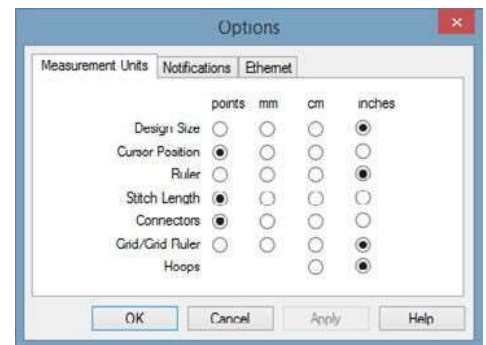 Options
Measurement Units Notifications Ethernet
points mm cm inches
Design Size
Cursor Position
Ruler
Stitch Length
Connectors
Grid/Grid Ruler
Hoops
OK Cancel Apply Help